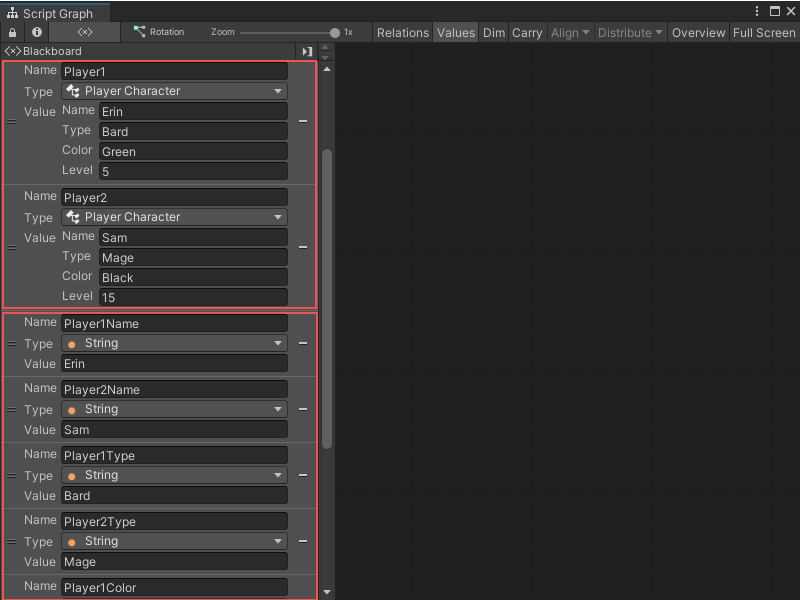 Script Graph
<×> Rotation Zoom 1x Relations Values Dim Carry Align Distribute Overview Full Screen
<×> Blackboard
Name Player1
Type Player Character
Value Name Erin
Type Bard
Color Green
Level 5
Name Player2
Type Player Character
Value Name Sam
Type Mage
Color Black
Level 15
Name Player1Name
Type String
Value Erin
Name Player2Name
Type String
Value Sam
Name Player1Type
Type String
Value Bard
Name Player2Type
Type String
Value Mage
Name Player1Color